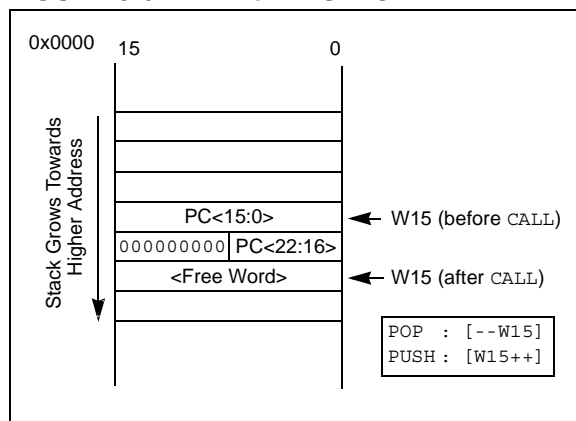 0x0000
15 0
Stack Grows Towards
Higher Address
PC<15:0>
W15 (before CALL)
000000000 PC<22:16>
<Free Word>
W15 (after CALL)
POP : [--W15]
PUSH : [W15++]